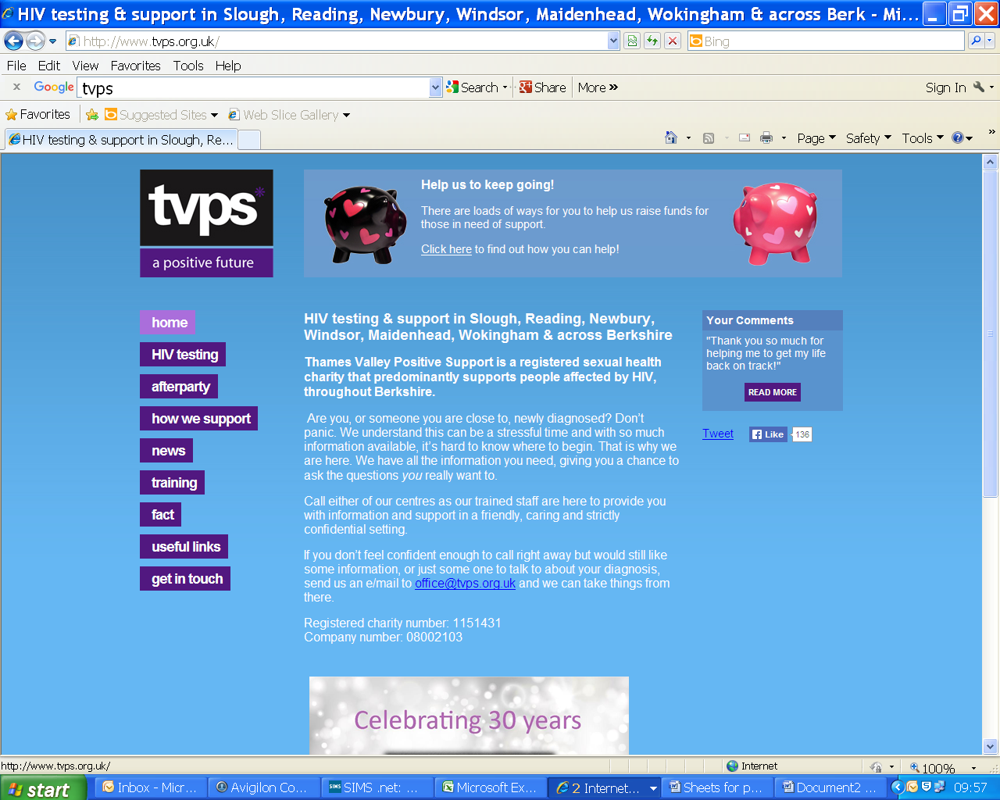 HIV testing & support in Slough, Reading, Newbury, Windsor, Maidenhead, Wokingham & across Berk - Mi...
http://www.tvps.org.uk/
Bing
File Edit View Favorites Tools Help
x Google tvps Search Share More » Sign In
Favorites Suggested Sites Web Slice Gallery
HIV testing & support in Slough, Re... Page Safety Tools »
tvps*
a positive future
Help us to keep going!
There are loads of ways for you to help us raise funds for
those in need of support.
Click here to find out how you can help!
home
HIV testing
afterparty
how we support
news
training
fact
useful links
get in touch
HIV testing & support in Slough, Reading, Newbury,
Windsor, Maidenhead, Wokingham & across Berkshire
Thames Valley Positive Support is a registered sexual health
charity that predominantly supports people affected by HIV,
throughout Berkshire.
Are you, or someone you are close to, newly diagnosed? Don't
panic. We understand this can be a stressful time and with so much
information available, it's hard to know where to begin. That is why we
are here. We have all the information you need, giving you a chance to
ask the questions you really want to.
Call either of our centres as our trained staff are here to provide you
with information and support in a friendly, caring and strictly
confidential setting.
If you don't feel confident enough to call right away but would still like
some information, or just some one to talk to about your diagnosis,
send us an e/mail to office@tvps.org.uk and we can take things from
there.
Registered charity number: 1151431
Company number: 08002103
Your Comments
"Thank you so much for
helping me to get my life
back on track!"
READ MORE
Tweet Like 136
Celebrating 30 years
http://www.tvps.org.uk/ Internet 100%
start Inbox - Micr... Avigilon Co... SIMS .net: ... Microsoft Ex... 2 Internet... Sheets for p... Document2 ... 09:57